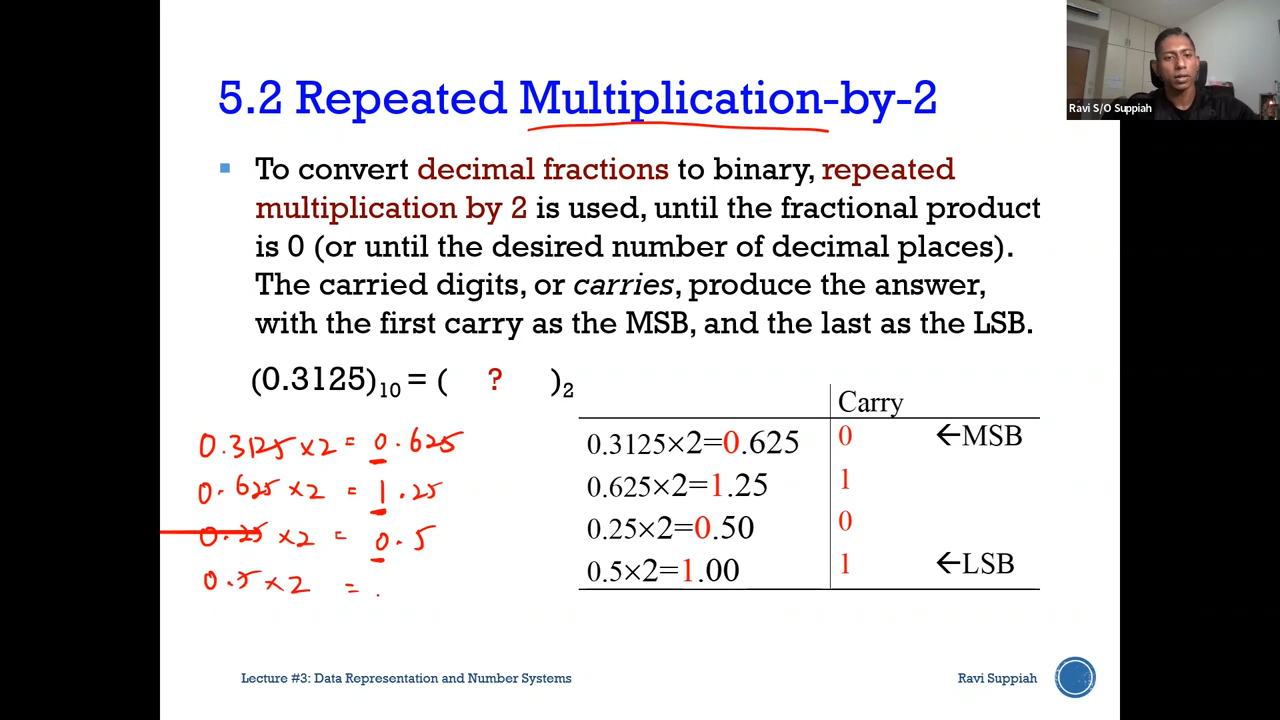 Ravi S/O Suppiah
5.2 Repeated Multiplication-by-2
To convert decimal fractions to binary, repeated
multiplication by 2 is used, until the fractional product
is 0 (or until the desired number of decimal places).
The carried digits, or carries, produce the answer,
with the first carry as the MSB, and the last as the LSB.
(0.3125)₁₀ = ( ? )₂
0.3125 × 2 = 0.625
0.625 × 2 = 1.25
0.25 × 2 = 0.5
0.5 × 2 =
Carry
0.3125×2=0.625 0 ←MSB
0.625×2=1.25 1
0.25×2=0.50 0
0.5×2=1.00 1 ←LSB
Lecture #3: Data Representation and Number Systems
Ravi Suppiah